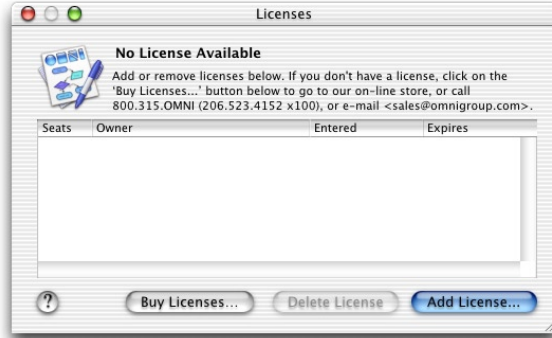 Licenses
No License Available
Add or remove licenses below. If you don't have a license, click on the
'Buy Licenses...' button below to go to our on-line store, or call
800.315.OMNI (206.523.4152 x100), or e-mail <sales@omnigroup.com>.
Seats Owner Entered Expires
? Buy Licenses... Delete License Add License...